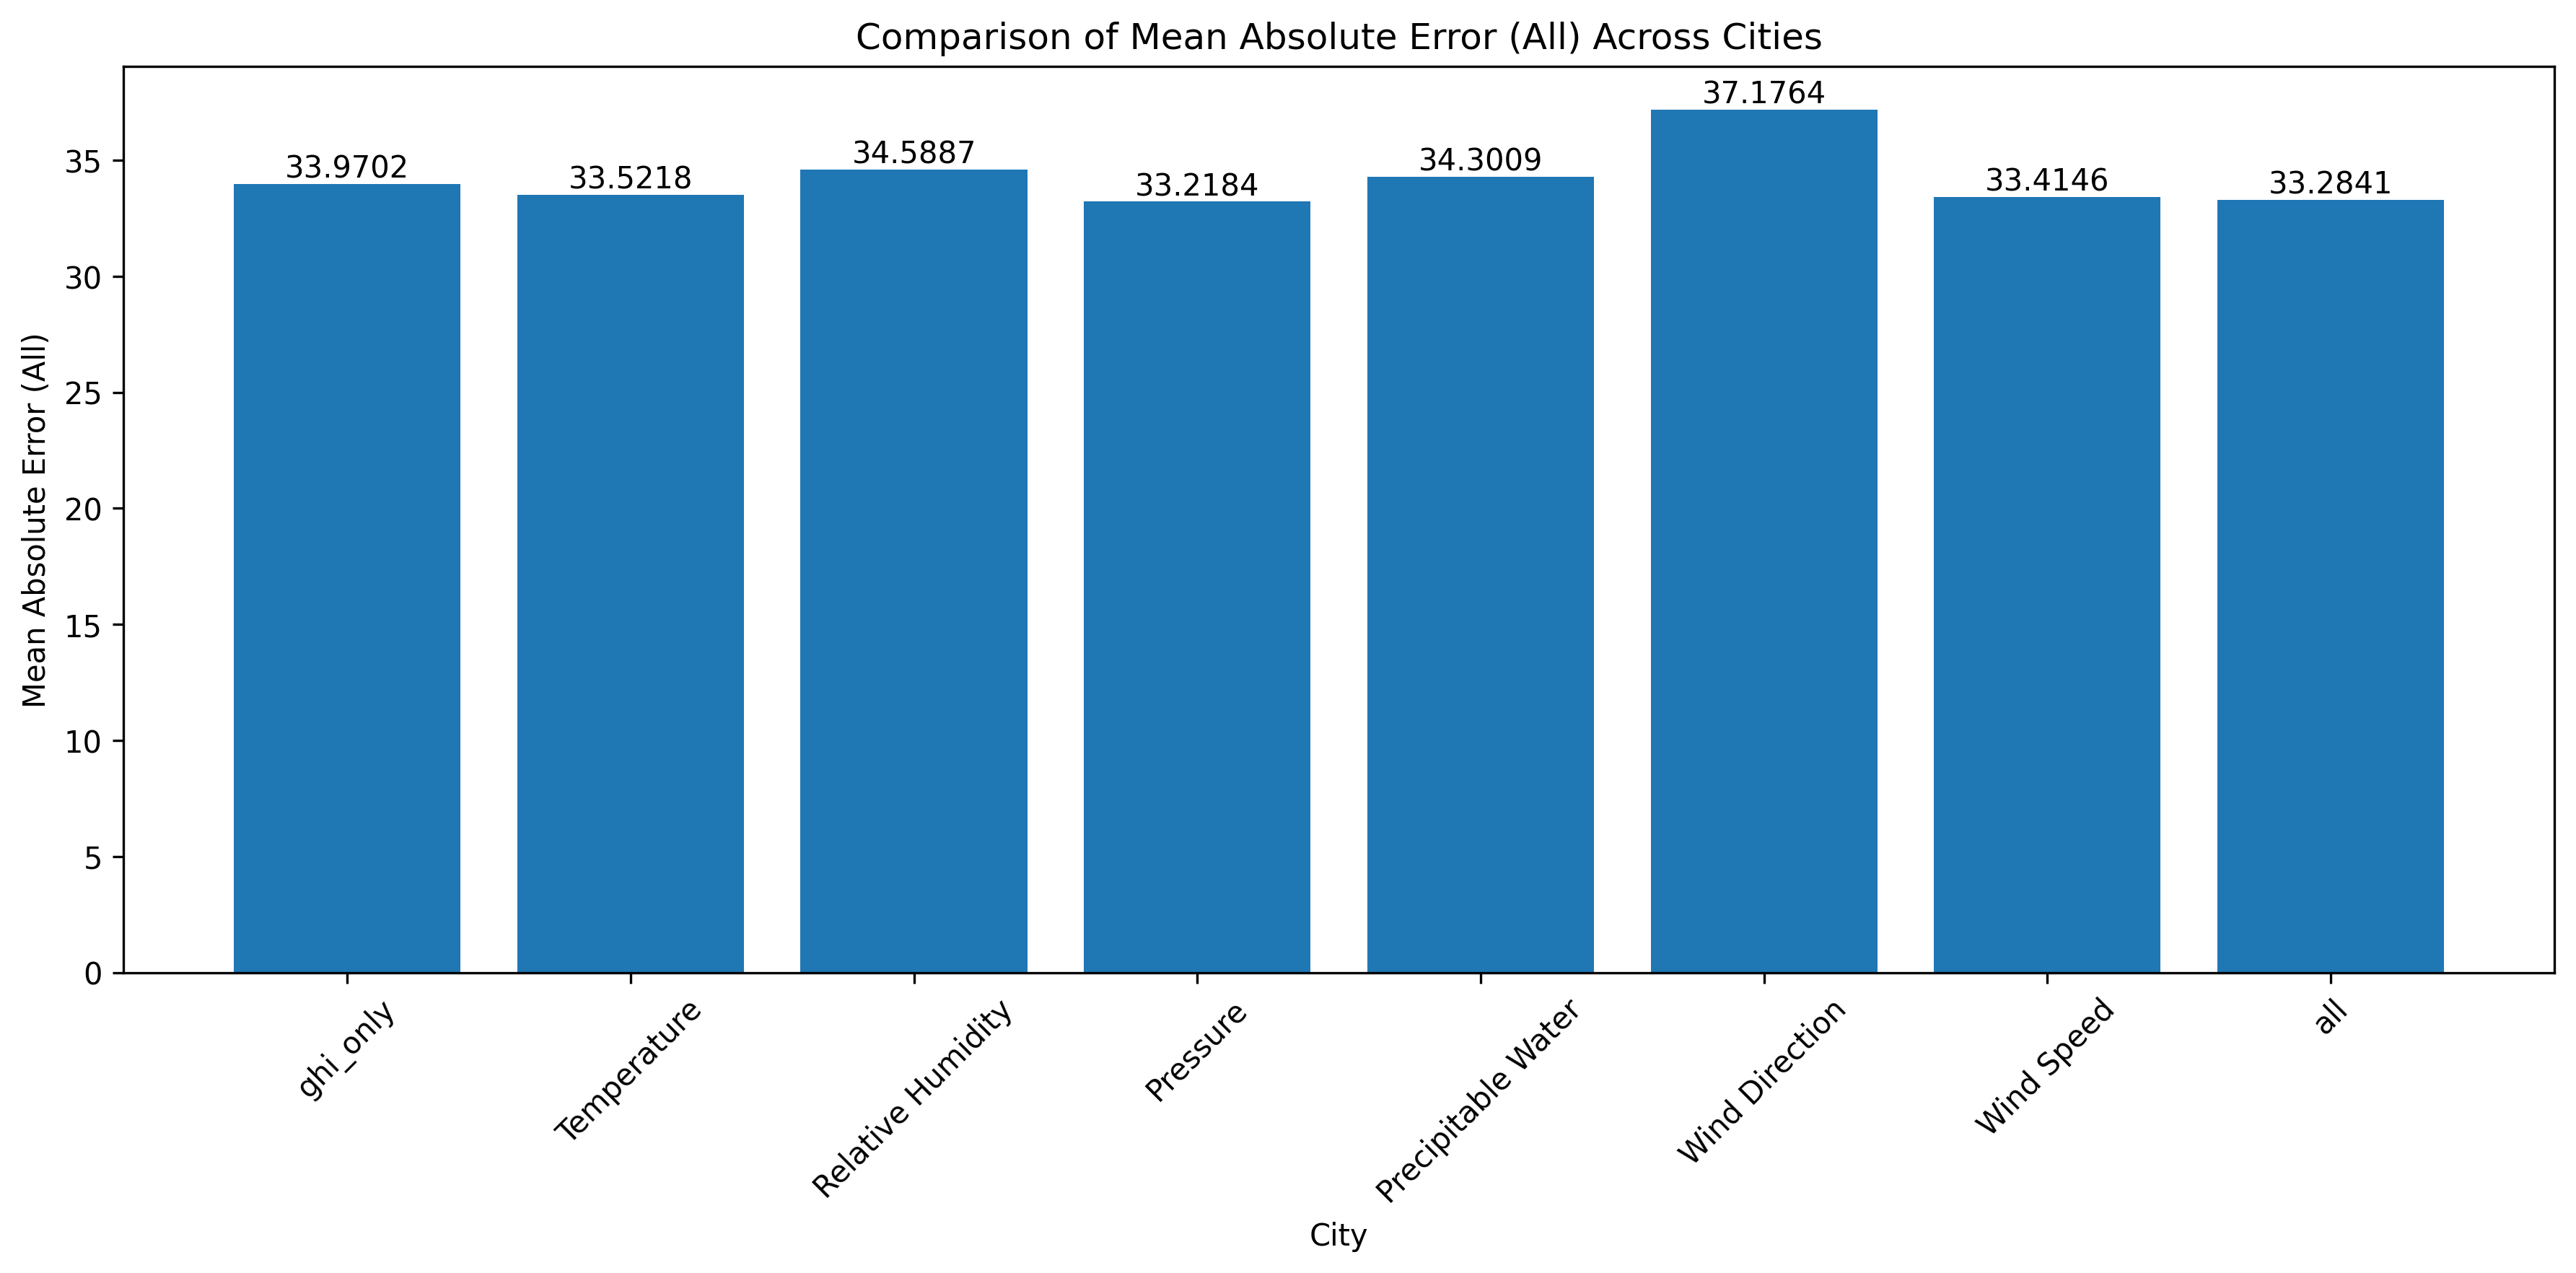 Comparison of Mean Absolute Error (All) Across Cities
Mean Absolute Error (All)
35
30
25
20
15
10
5
0
33.9702
33.5218
34.5887
33.2184
34.3009
37.1764
33.4146
33.2841
ghi_only
Temperature
Relative Humidity
Pressure
Precipitable Water
Wind Direction
Wind Speed
all
City